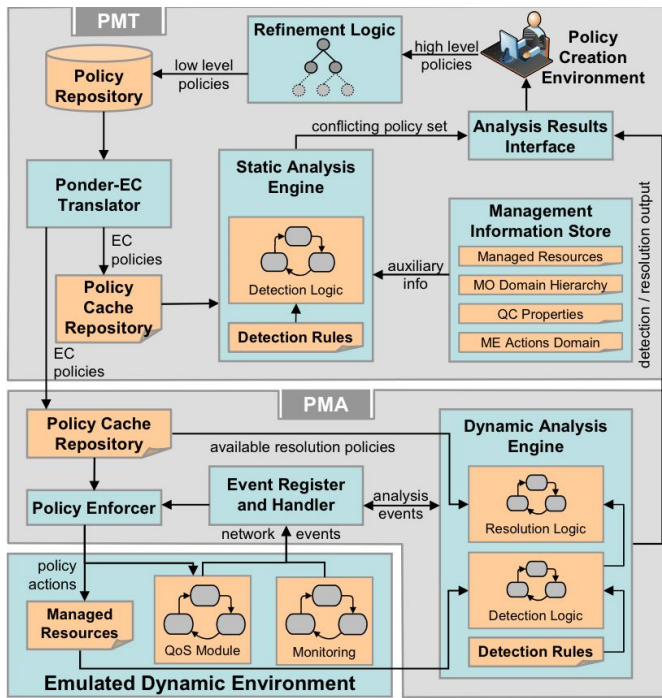 PMT
Refinement Logic
high level
policies
Policy
Creation
Environment
low level
policies
Policy
Repository
conflicting policy set
Analysis Results
Interface
Ponder-EC
Translator
Static Analysis
Engine
Detection Logic
Detection Rules
Management
Information Store
Managed Resources
MO Domain Hierarchy
QC Properties
ME Actions Domain
auxiliary
info
EC
policies
Policy
Cache
Repository
EC
policies
detection / resolution output
PMA
Policy Cache
Repository
available resolution policies
Dynamic Analysis
Engine
Resolution Logic
Detection Logic
Detection Rules
Policy Enforcer
Event Register
and Handler
analysis
events
network
events
policy
actions
Managed
Resources
QoS Module
Monitoring
Emulated Dynamic Environment